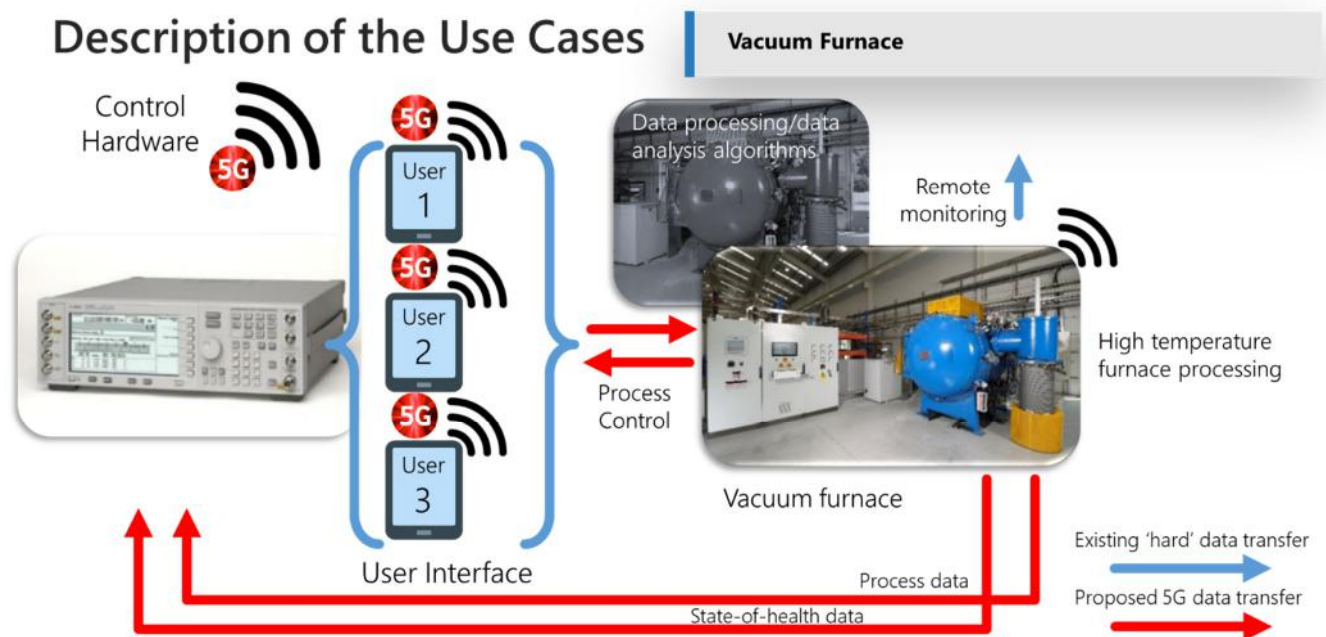 Description of the Use Cases
Vacuum Furnace
Control
Hardware
5G
5G
User
1
5G
User
2
5G
User
3
User Interface
Data processing/data
analysis algorithms
Remote
monitoring
Process
Control
High temperature
furnace processing
Vacuum furnace
Existing ‘hard’ data transfer
Process data
Proposed 5G data transfer
State-of-health data